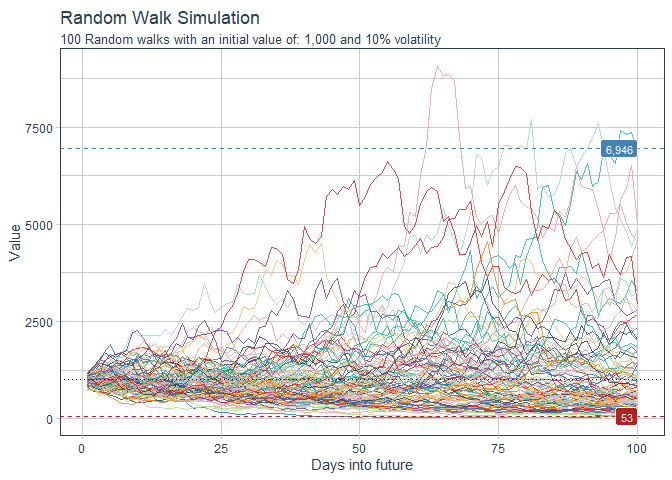 Random Walk Simulation
100 Random walks with an initial value of: 1,000 and 10% volatility
7500
6,946
5000
Value
2500
0
53
0 25 50 75 100
Days into future